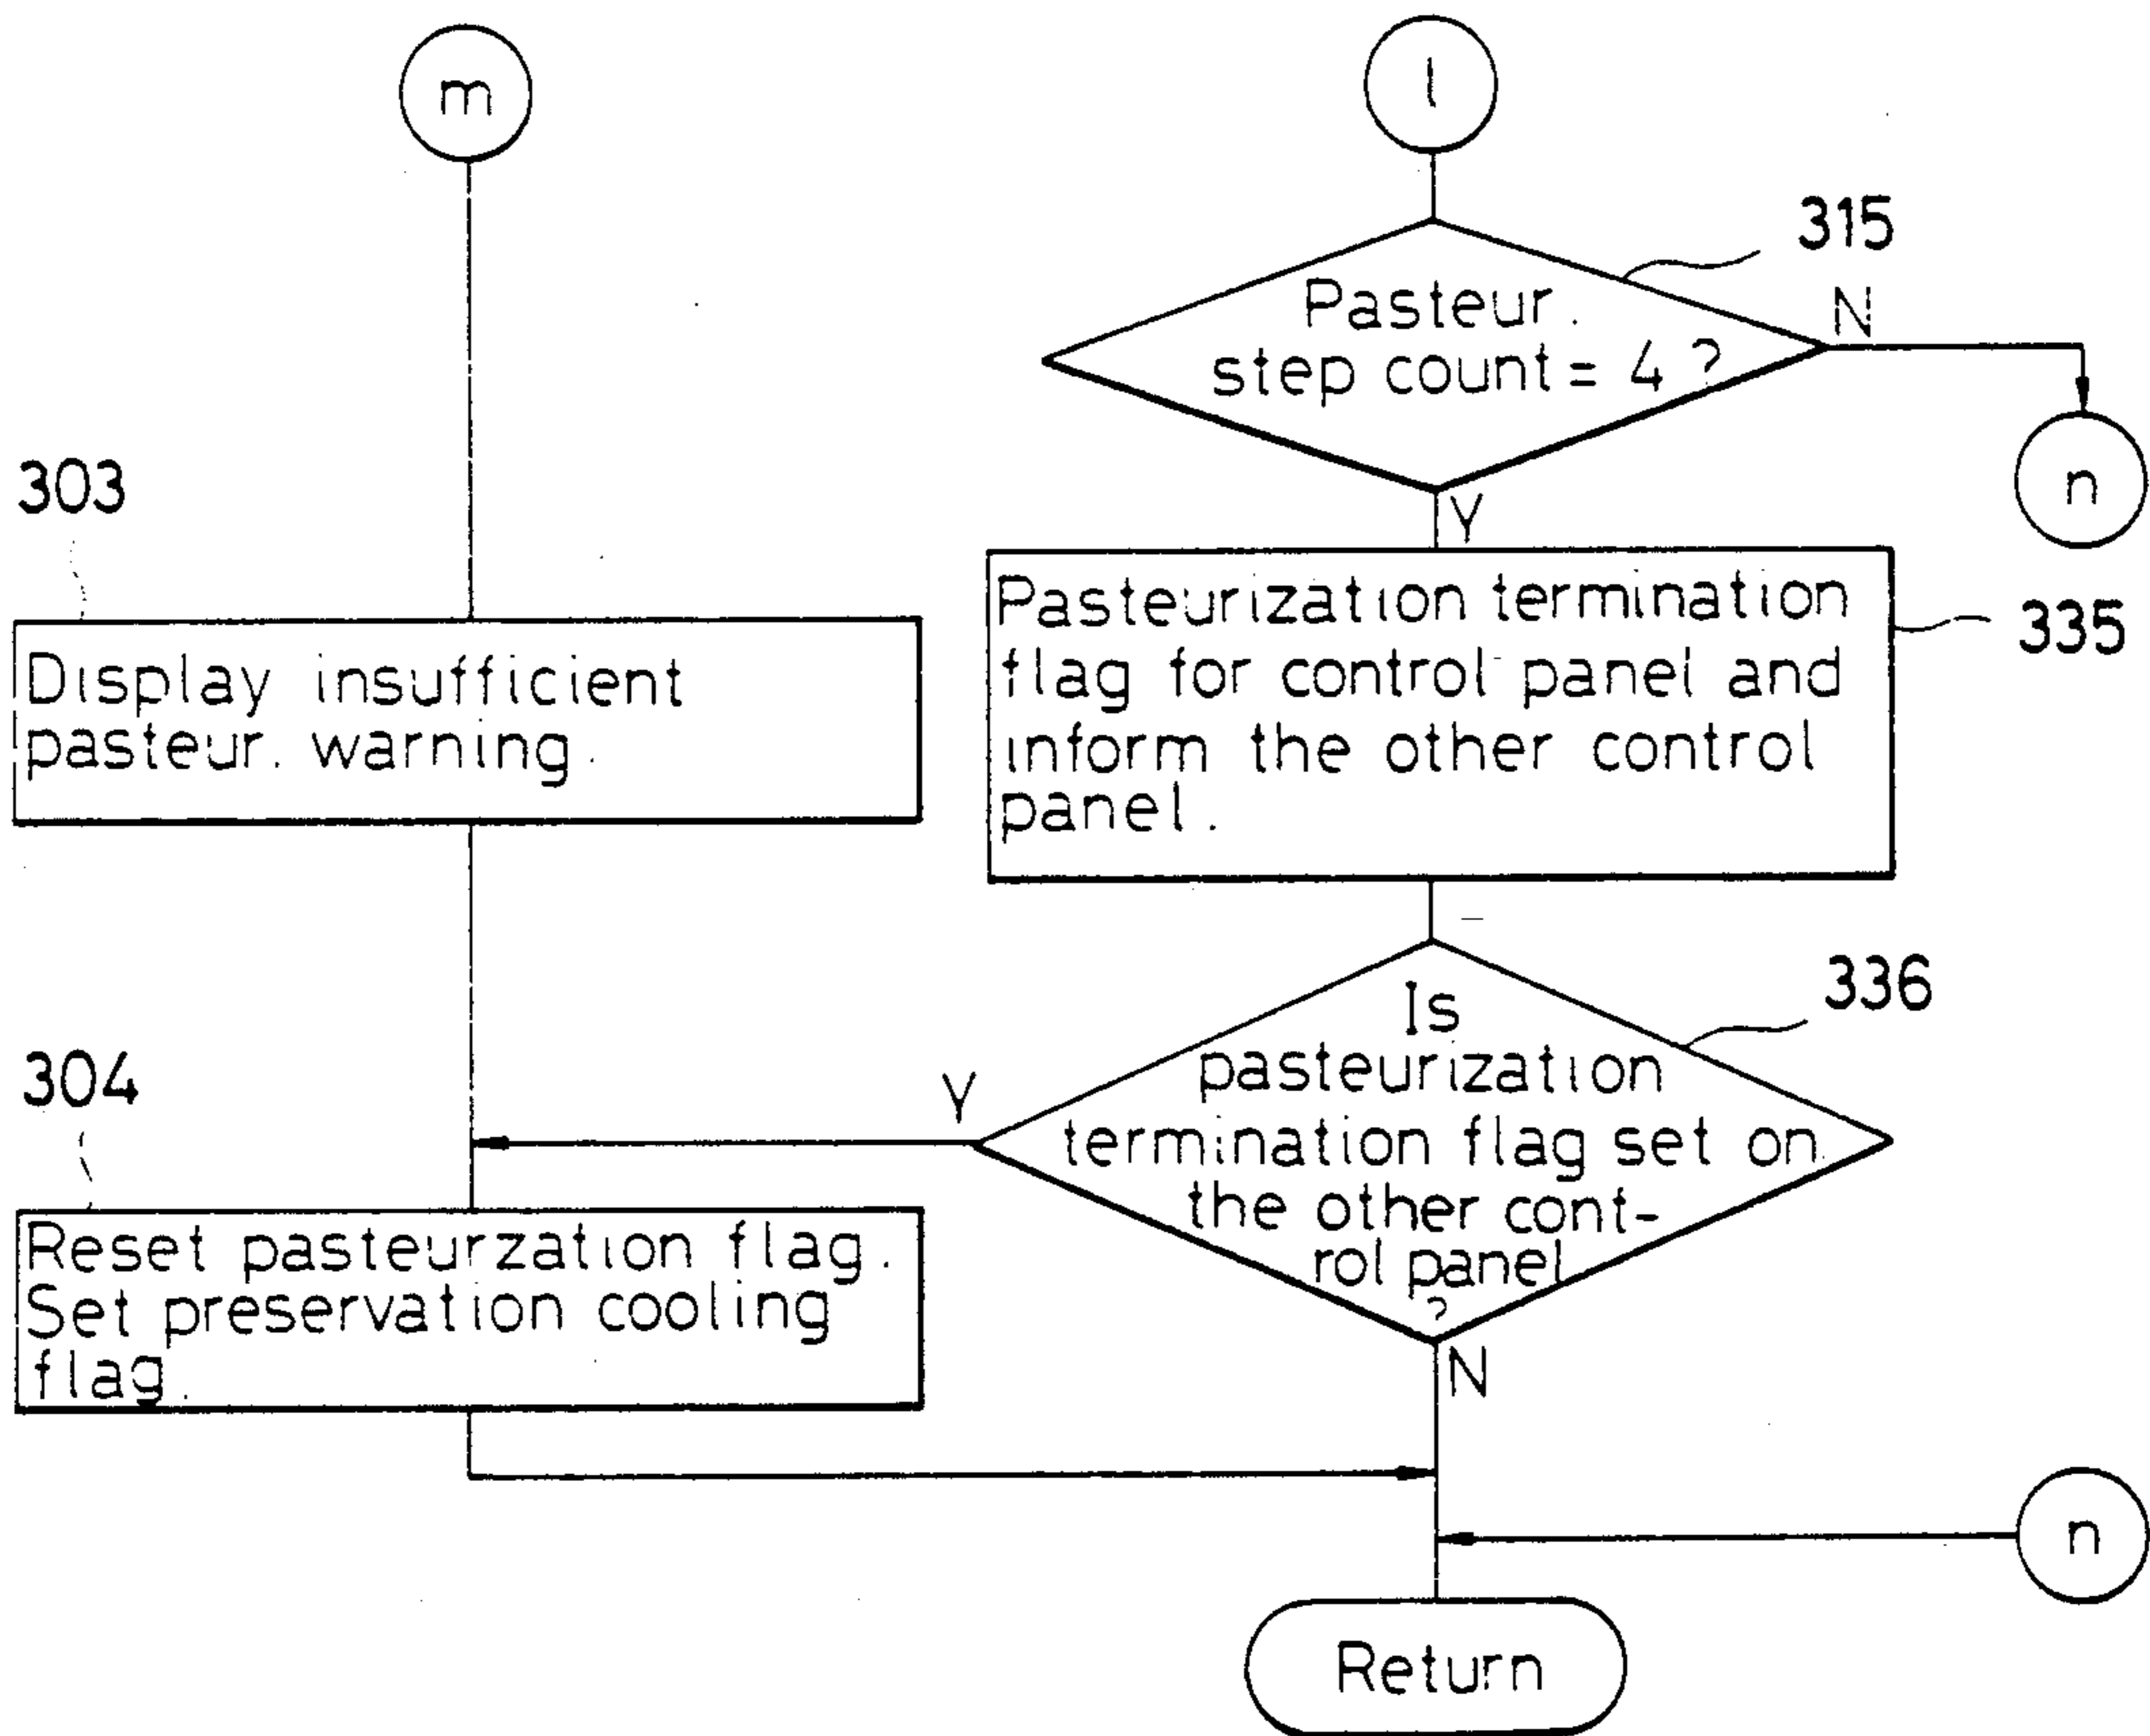 m
l
315
Pasteur.
step count = 4 ?
N
n
Y
303
Display insufficient
pasteur. warning.
Pasteurization termination
flag for control panel and
inform the other control
panel.
335
336
Is
pasteurization
termination flag set on
the other cont-
rol panel
?
Y
N
304
Reset pasteurzation flag.
Set preservation cooling
flag.
n
Return